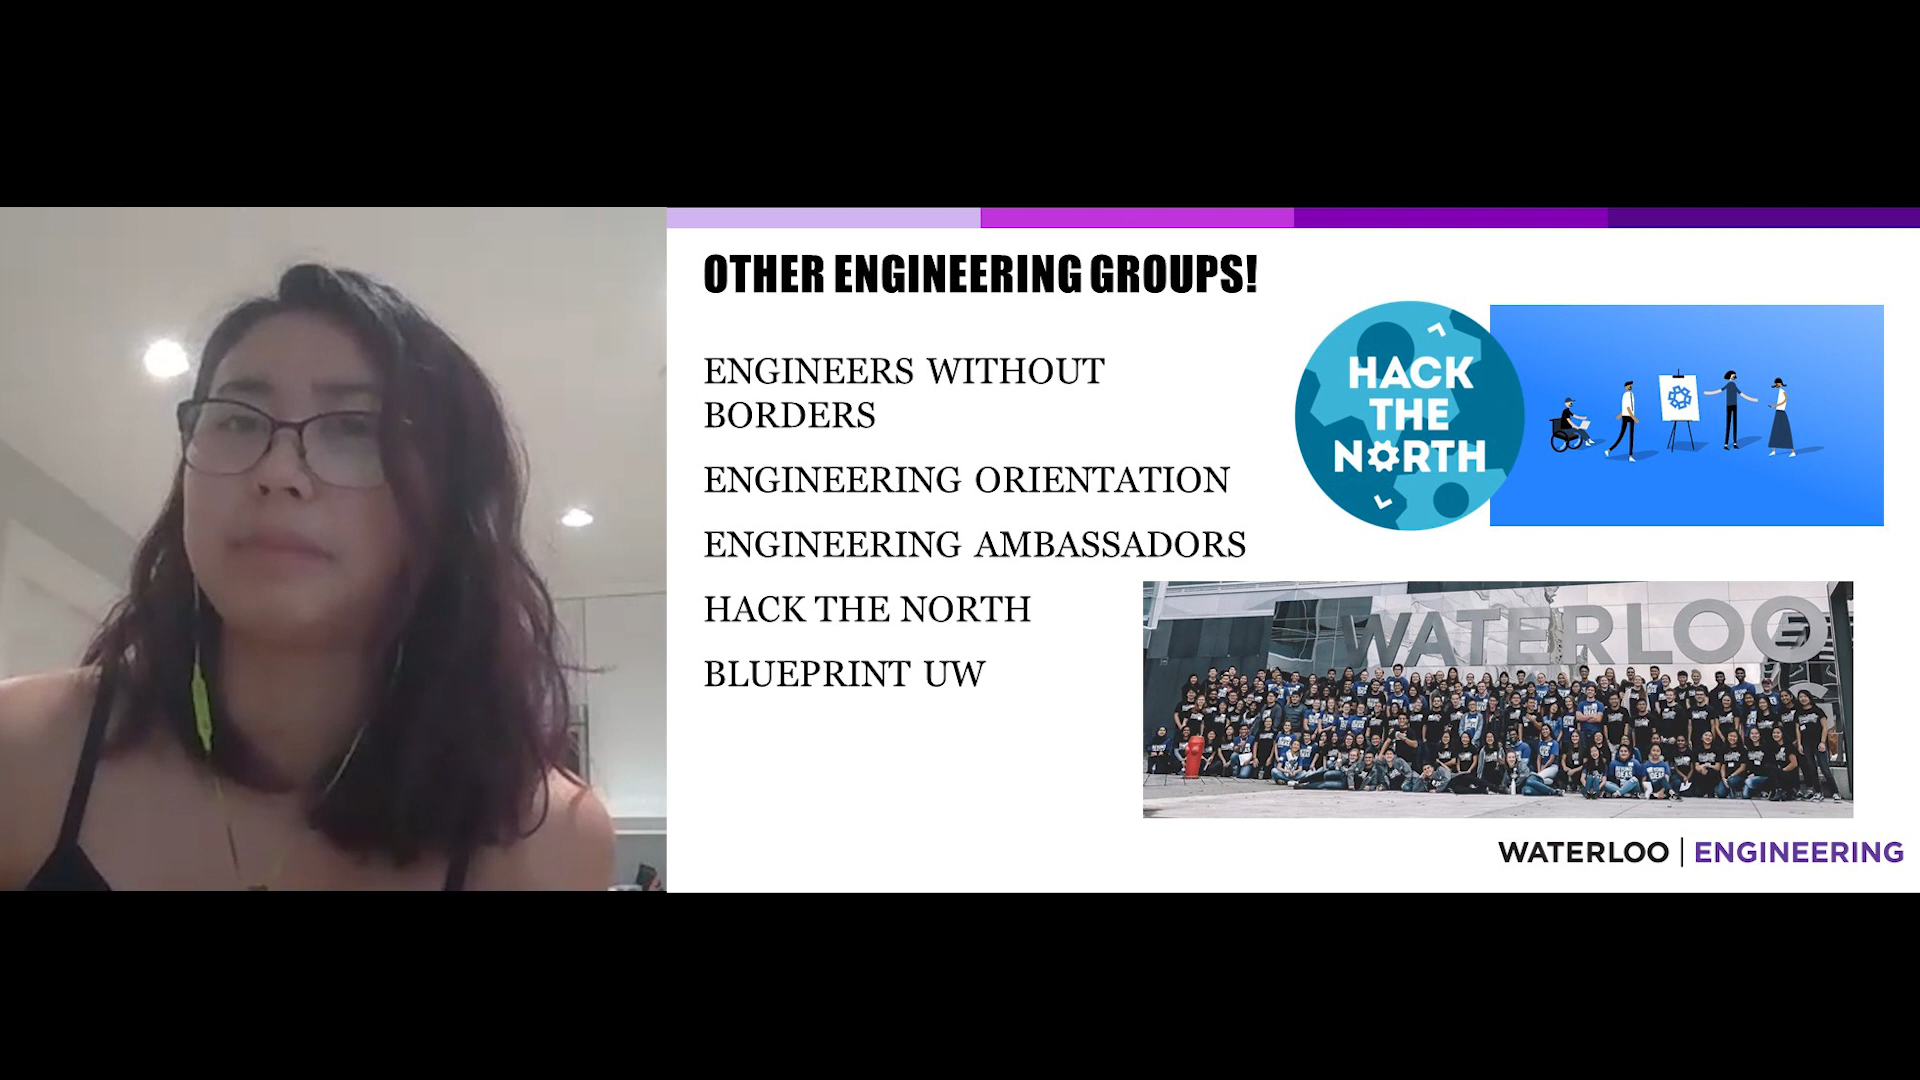 OTHER ENGINEERING GROUPS!
ENGINEERS WITHOUT
BORDERS
ENGINEERING ORIENTATION
ENGINEERING AMBASSADORS
HACK THE NORTH
BLUEPRINT UW
HACK
THE
NORTH
WATERLOO
WATERLOO | ENGINEERING